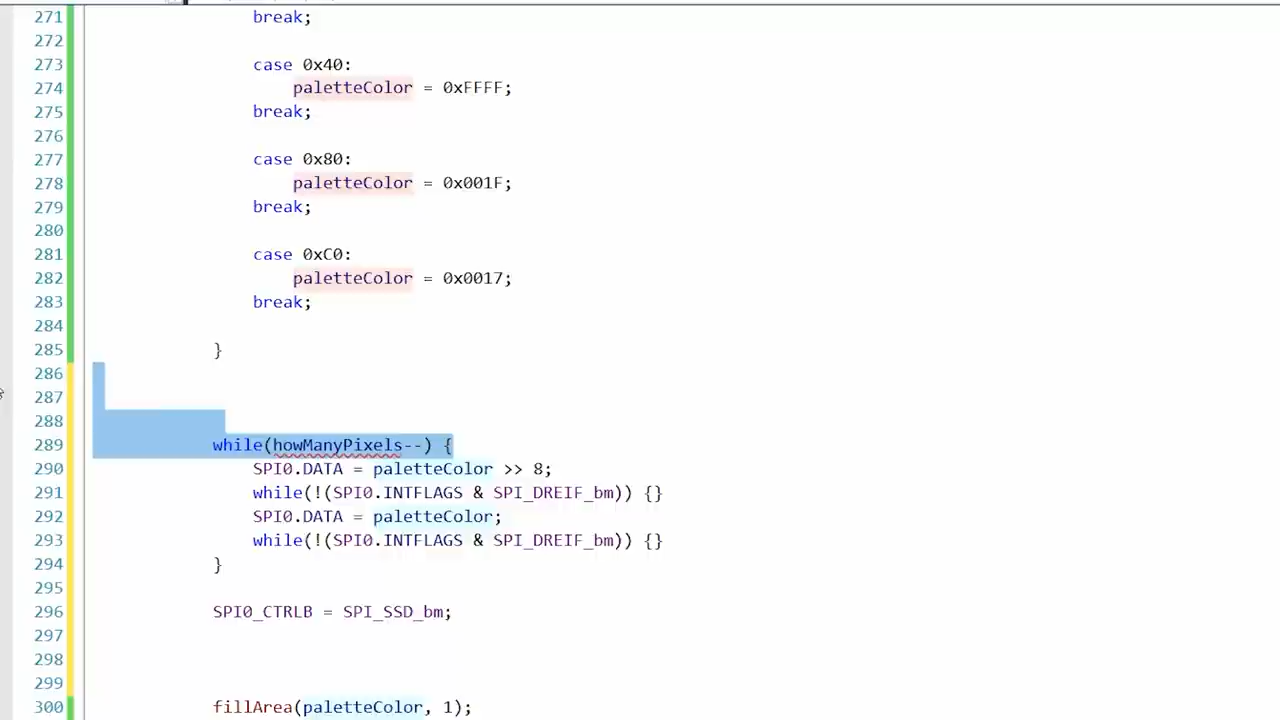 271 break;
272
273 case 0x40:
274 paletteColor = 0xFFFF;
275 break;
276
277 case 0x80:
278 paletteColor = 0x001F;
279 break;
280
281 case 0xC0:
282 paletteColor = 0x0017;
283 break;
284
285 }
286
287
288
289 while(howManyPixels--) {
290 SPI0.DATA = paletteColor >> 8;
291 while(!(SPI0.INTFLAGS & SPI_DREIF_bm)) {}
292 SPI0.DATA = paletteColor;
293 while(!(SPI0.INTFLAGS & SPI_DREIF_bm)) {}
294 }
295
296 SPI0_CTRLB = SPI_SSD_bm;
297
298
299
300 fillArea(paletteColor, 1);